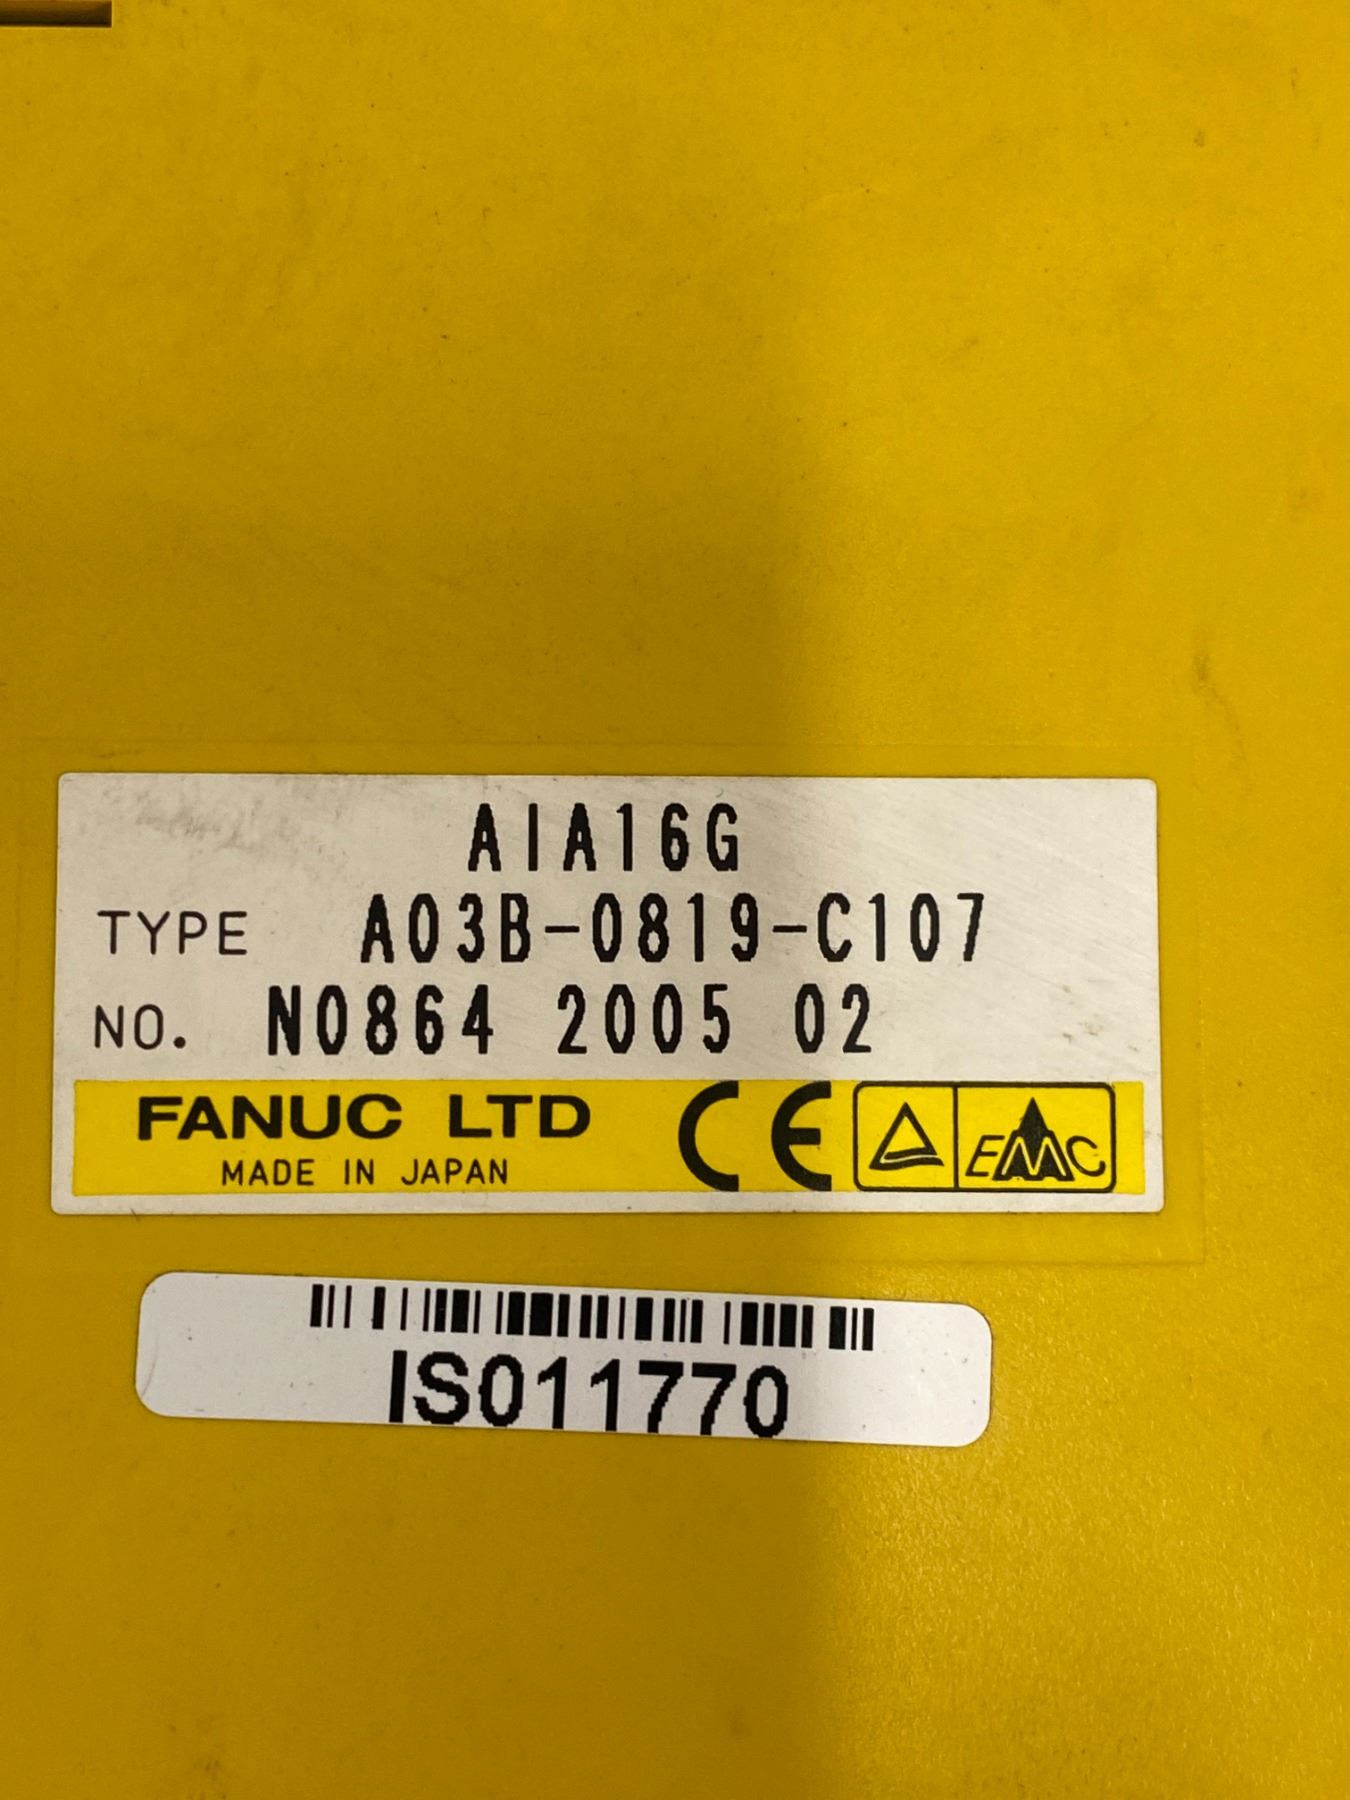 AIA16G
TYPE A03B-0819-C107
NO. N0864 2005 02
FANUC LTD CE EMC
MADE IN JAPAN
IS011770